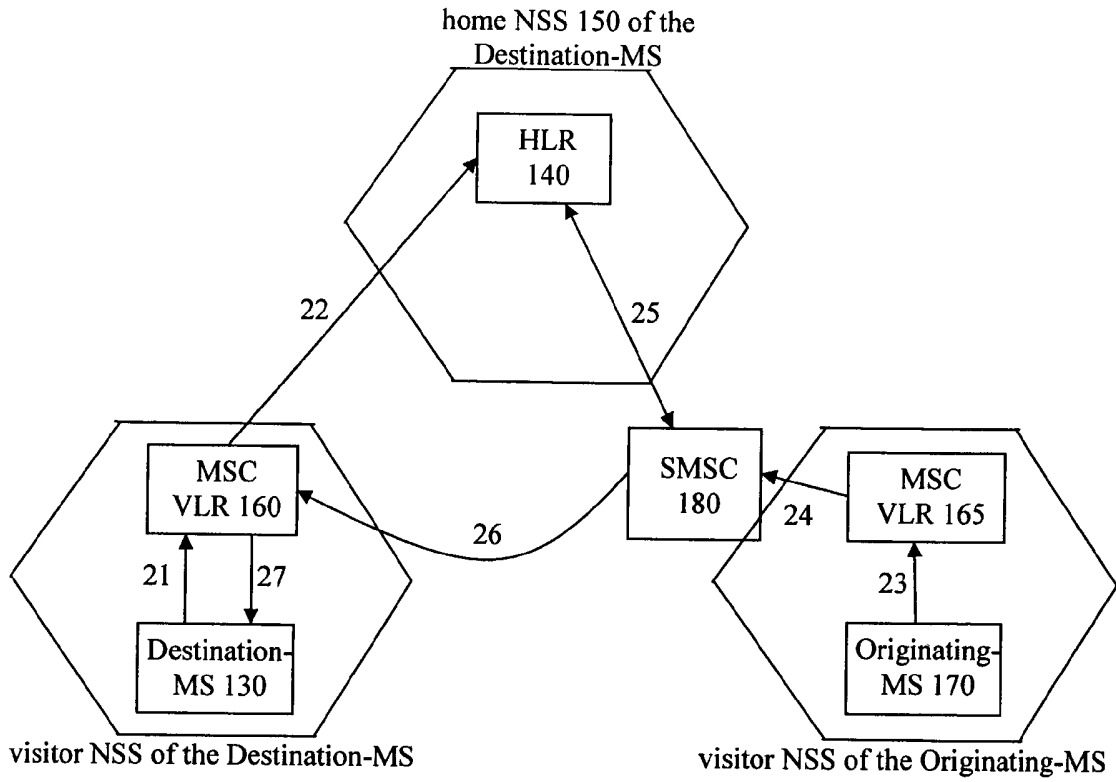 home NSS 150 of the
Destination-MS
HLR
140
22
25
MSC
VLR 160
SMSC
180
MSC
VLR 165
26
24
21
27
23
Destination-
MS 130
Originating-
MS 170
visitor NSS of the Destination-MS
visitor NSS of the Originating-MS